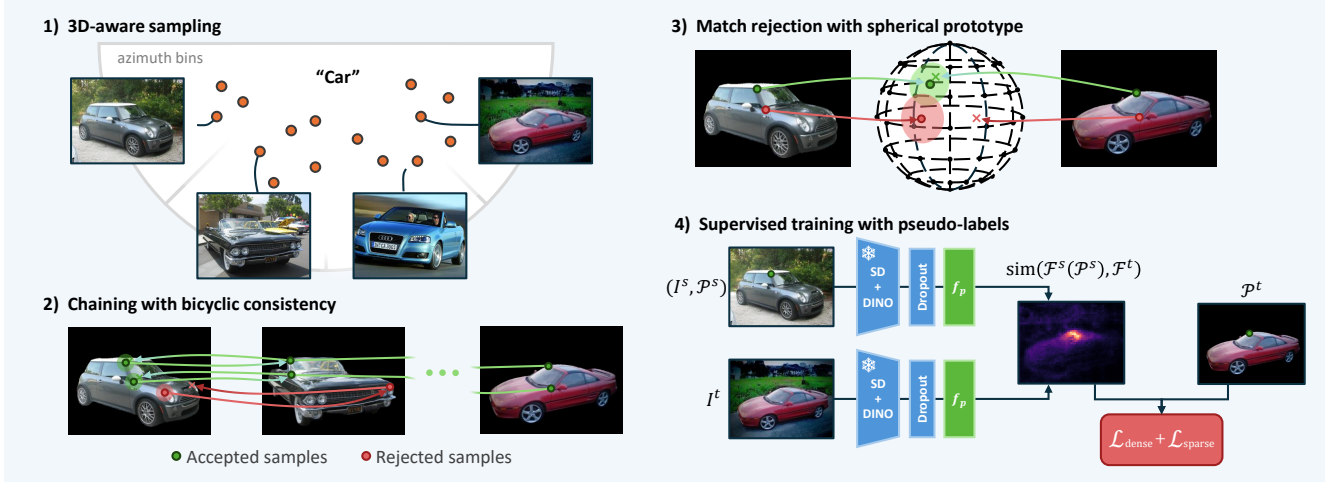 1) 3D-aware sampling
azimuth bins
“Car”
2) Chaining with bicyclic consistency
Accepted samples
Rejected samples
3) Match rejection with spherical prototype
4) Supervised training with pseudo-labels
(I^s, P^s)
SD
+
DINO
Dropout
f_p
sim(F^s(P^s), F^t)
P^t
I^t
SD
+
DINO
Dropout
f_p
L_dense + L_sparse